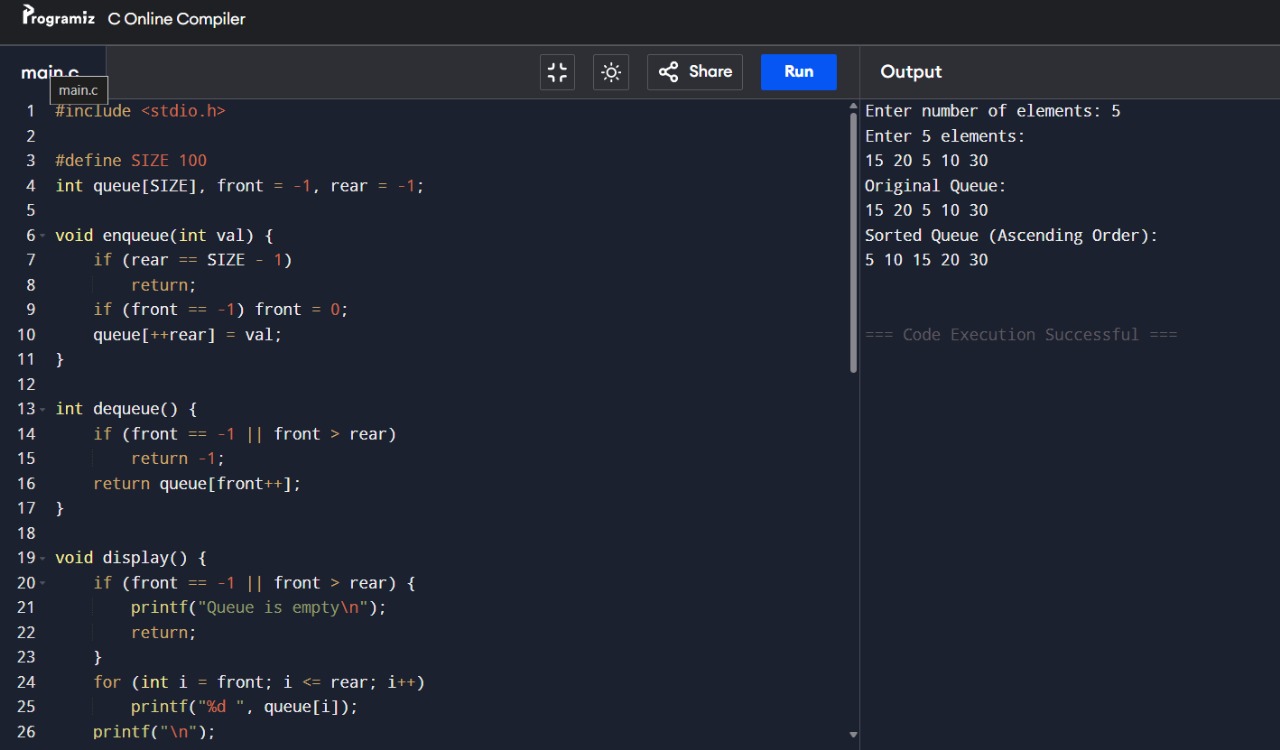 Programiz C Online Compiler
main.c
Share
Run
Output
main.c
1 #include <stdio.h>
2
3 #define SIZE 100
4 int queue[SIZE], front = -1, rear = -1;
5
6 void enqueue(int val) {
7     if (rear == SIZE - 1)
8         return;
9     if (front == -1) front = 0;
10     queue[++rear] = val;
11 }
12
13 int dequeue() {
14     if (front == -1 || front > rear)
15         return -1;
16     return queue[front++];
17 }
18
19 void display() {
20     if (front == -1 || front > rear) {
21         printf("Queue is empty\n");
22         return;
23     }
24     for (int i = front; i <= rear; i++)
25         printf("%d ", queue[i]);
26     printf("\n");
Enter number of elements: 5
Enter 5 elements:
15 20 5 10 30
Original Queue:
15 20 5 10 30
Sorted Queue (Ascending Order):
5 10 15 20 30
=== Code Execution Successful ===